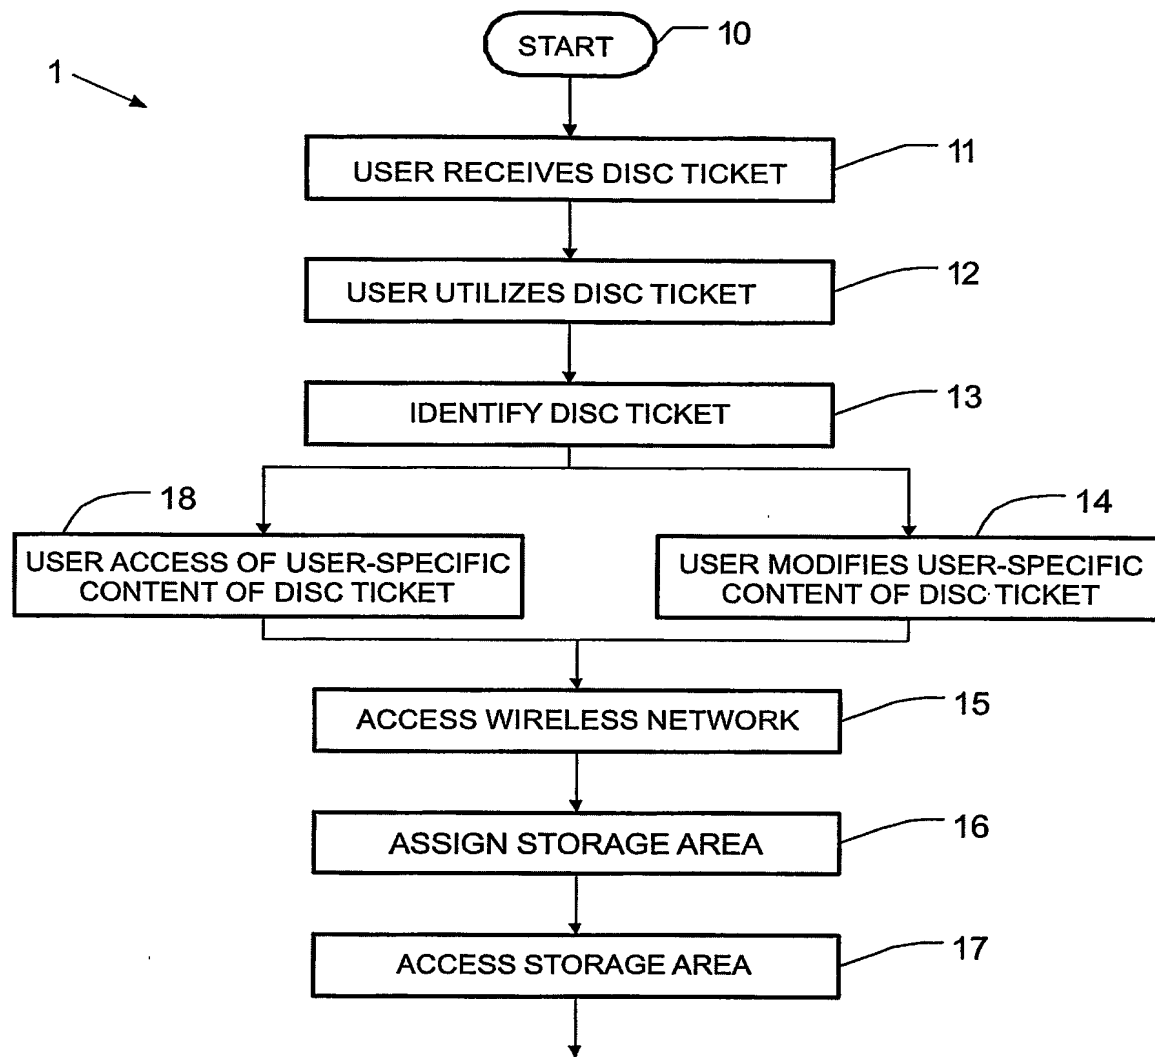 START
10
1
USER RECEIVES DISC TICKET
11
USER UTILIZES DISC TICKET
12
IDENTIFY DISC TICKET
13
18
14
USER ACCESS OF USER-SPECIFIC
CONTENT OF DISC TICKET
USER MODIFIES USER-SPECIFIC
CONTENT OF DISC TICKET
ACCESS WIRELESS NETWORK
15
ASSIGN STORAGE AREA
16
ACCESS STORAGE AREA
17